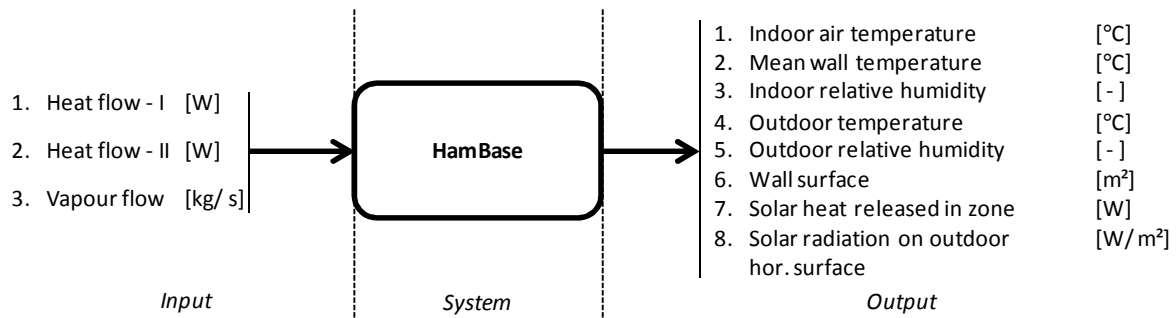 1. Heat flow - I [W]
2. Heat flow - II [W]
3. Vapour flow [kg/ s]
HamBase
1. Indoor air temperature [°C]
2. Mean wall temperature [°C]
3. Indoor relative humidity [ - ]
4. Outdoor temperature [°C]
5. Outdoor relative humidity [ - ]
6. Wall surface [m²]
7. Solar heat released in zone [W]
8. Solar radiation on outdoor [W/ m²]
hor. surface
Input
System
Output